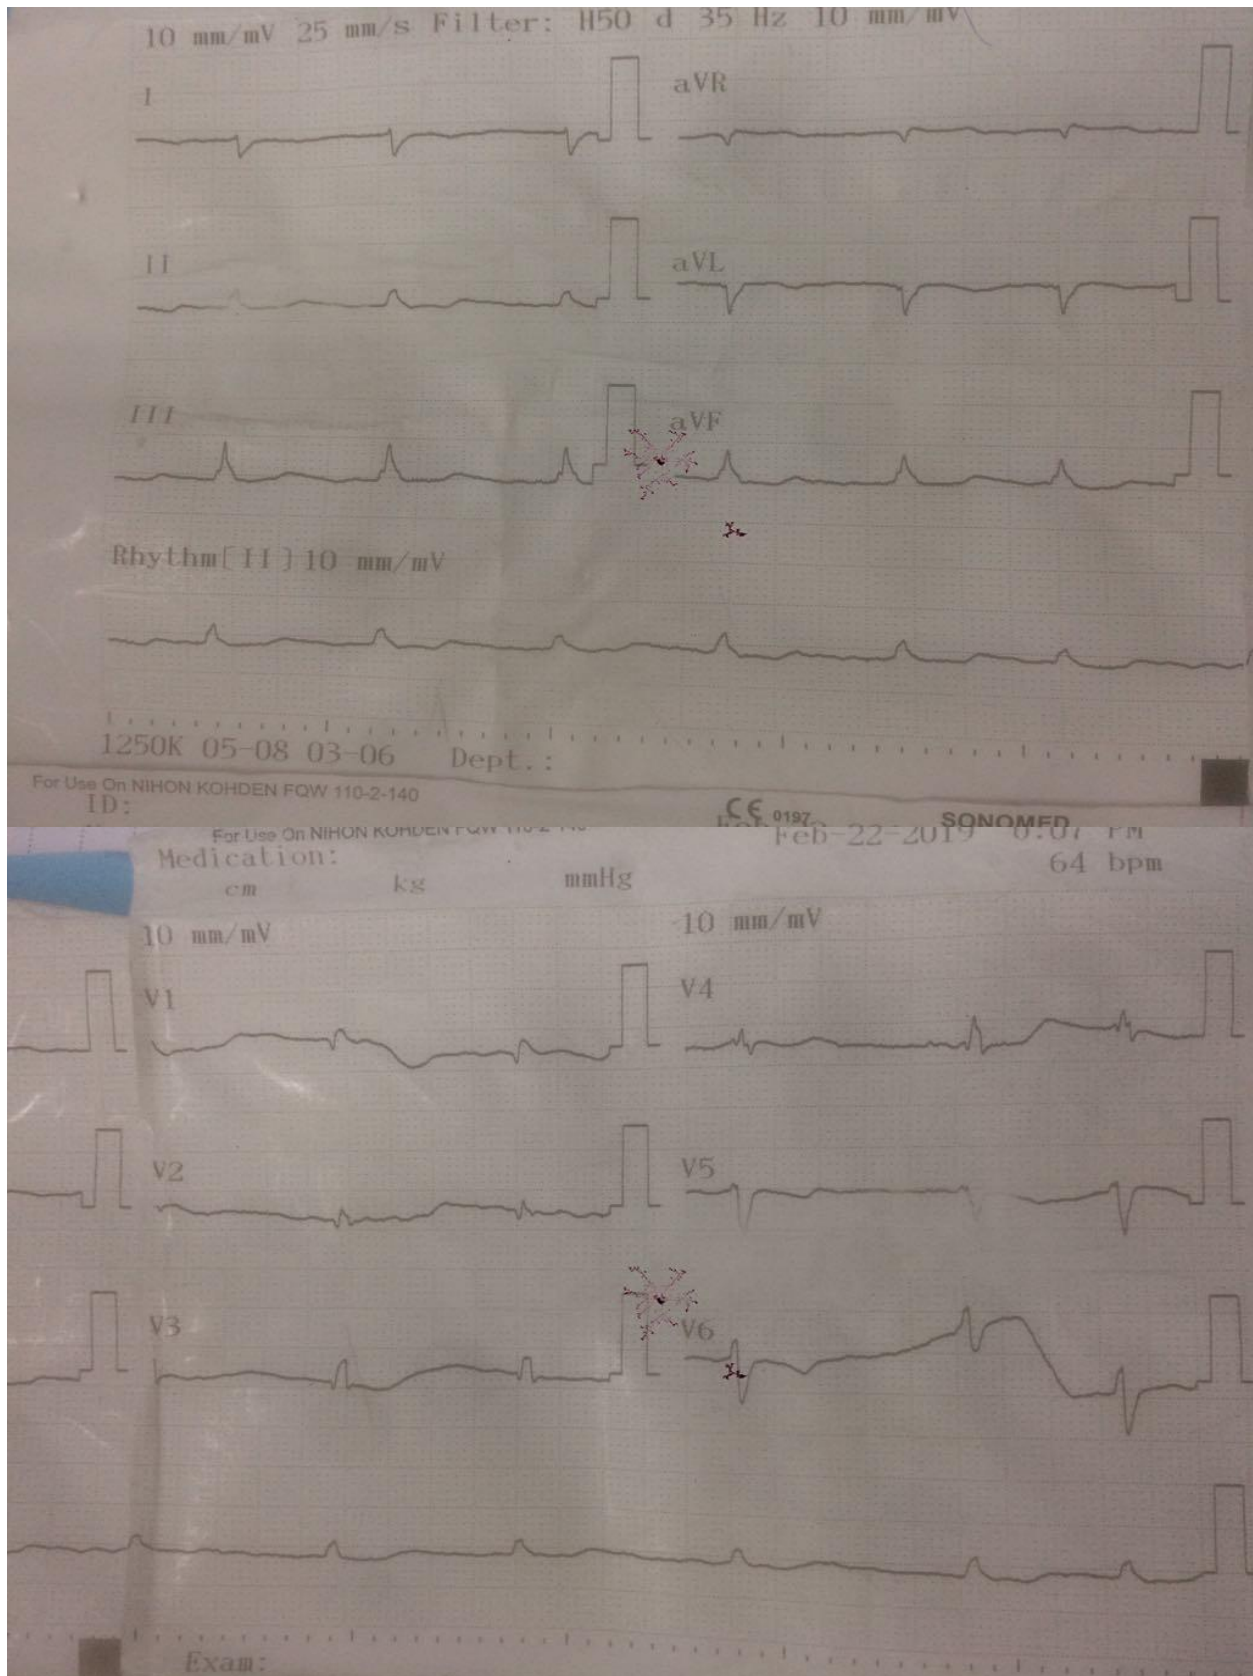 10 mm/mV 25 mm/s Filter: H50 d 35 Hz 10 mm/mV
I
aVR
II
aVL
III
aVF
Rhythm[II] 10 mm/mV
1250K 05-08 03-06 Dept.:
For Use On NIHON KOHDEN FQW 110-2-140
ID:
CE 0197
SONOMED
For Use On NIHON KOHDEN FQW
Feb-22-2019 PM
Medication:
64 bpm
cm kg mmHg
10 mm/mV
10 mm/mV
V1
V4
V2
V5
V3
V6
Exam: